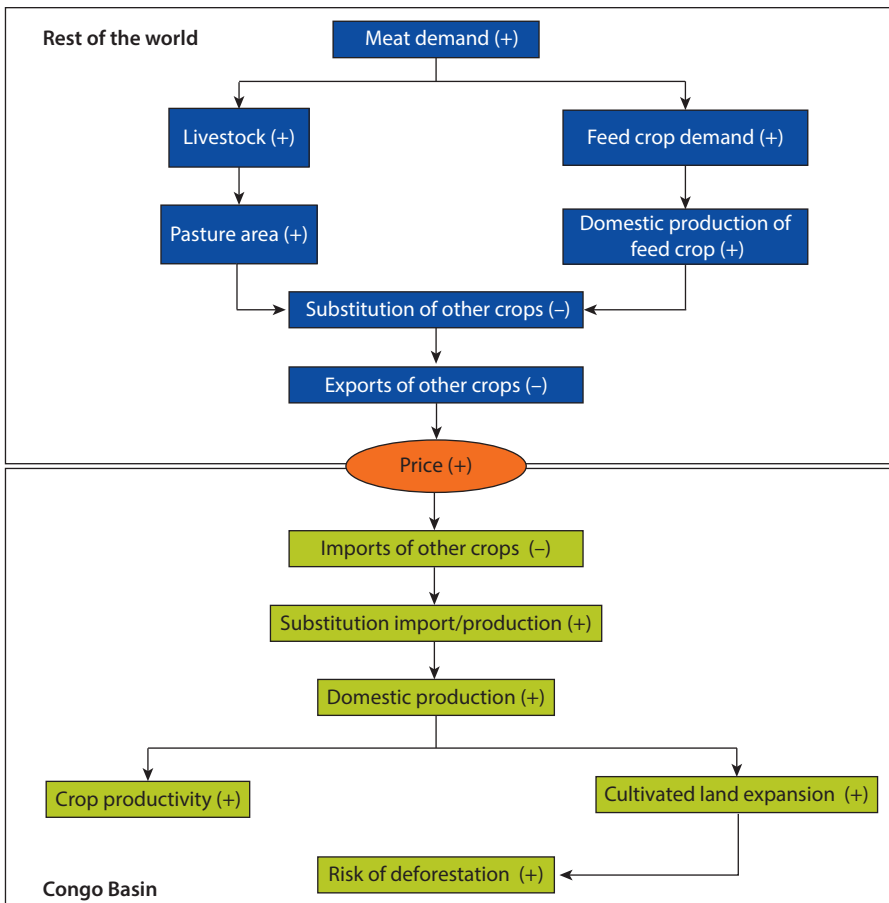 Rest of the world
Meat demand (+)
Livestock (+)
Feed crop demand (+)
Pasture area (+)
Domestic production of
feed crop (+)
Substitution of other crops (–)
Exports of other crops (–)
Price (+)
Imports of other crops (–)
Substitution import/production (+)
Domestic production (+)
Crop productivity (+)
Cultivated land expansion (+)
Risk of deforestation (+)
Congo Basin